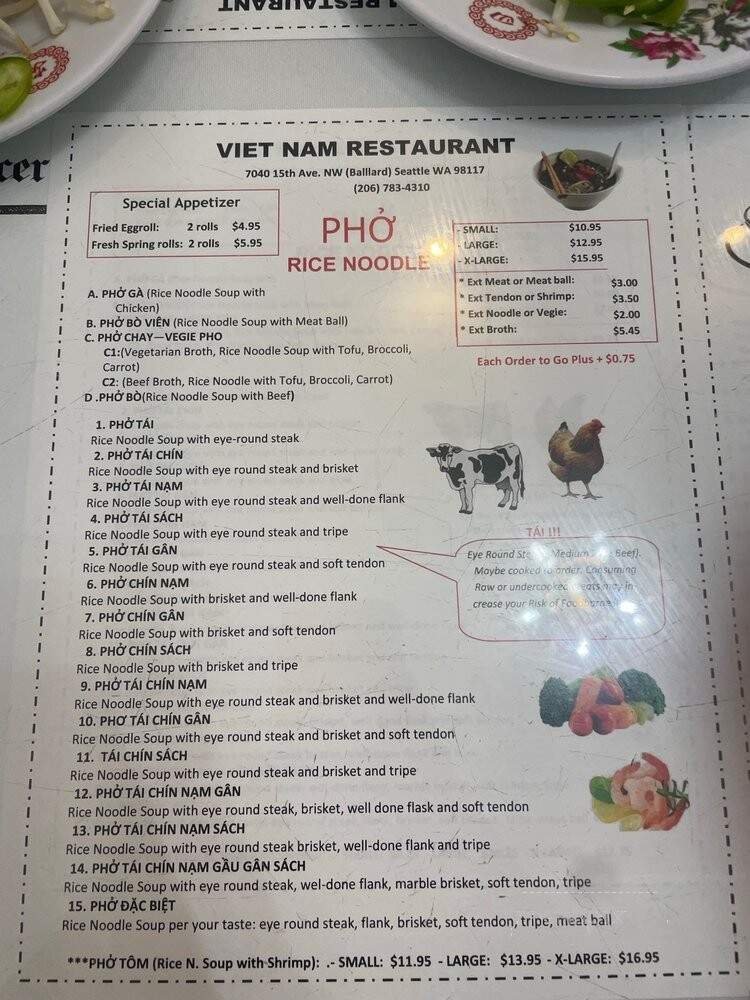 RESTAURANT
cer
VIET NAM RESTAURANT
7040 15th Ave. NW (Balllard) Seattle WA 98117
(206) 783-4310
Special Appetizer
Fried Eggroll: 2 rolls $4.95
Fresh Spring rolls: 2 rolls $5.95
PHỞ
RICE NOODLE
- SMALL: $10.95
- LARGE: $12.95
- X-LARGE: $15.95
* Ext Meat or Meat ball: $3.00
* Ext Tendon or Shrimp: $3.50
* Ext Noodle or Vegie: $2.00
* Ext Broth: $5.45
Each Order to Go Plus + $0.75
A. PHỞ GÀ (Rice Noodle Soup with
Chicken)
B. PHỞ BÒ VIÊN (Rice Noodle Soup with Meat Ball)
C. PHỞ CHAY—VEGIE PHO
C1:(Vegetarian Broth, Rice Noodle Soup with Tofu, Broccoli,
Carrot)
C2: (Beef Broth, Rice Noodle with Tofu, Broccoli, Carrot)
D .PHỞ BÒ(Rice Noodle Soup with Beef)
1. PHỞ TÁI
Rice Noodle Soup with eye-round steak
2. PHỞ TÁI CHÍN
Rice Noodle Soup with eye round steak and brisket
3. PHỞ TÁI NẠM
Rice Noodle Soup with eye round steak and well-done flank
4. PHỞ TÁI SÁCH
Rice Noodle Soup with eye round steak and tripe
5. PHỞ TÁI GÂN
Rice Noodle Soup with eye round steak and soft tendon
6. PHỞ CHÍN NẠM
Rice Noodle Soup with brisket and well-done flank
7. PHỞ CHÍN GÂN
Rice Noodle Soup with brisket and soft tendon
8. PHỞ CHÍN SÁCH
Rice Noodle Soup with brisket and tripe
9. PHỞ TÁI CHÍN NẠM
Rice Noodle Soup with eye round steak and brisket and well-done flank
10. PHƠ TÁI CHÍN GÂN
Rice Noodle Soup with eye round steak and brisket and soft tendon
11. TÁI CHÍN SÁCH
Rice Noodle Soup with eye round steak and brisket and tripe
12. PHỞ TÁI CHÍN NẠM GÂN
Rice Noodle Soup with eye round steak, brisket, well done flask and soft tendon
13. PHỞ TÁI CHÍN NẠM SÁCH
Rice Noodle Soup with eye round steak brisket, well-done flank and tripe
14. PHỞ TÁI CHÍN NẠM GẦU GÂN SÁCH
Rice Noodle Soup with eye round steak, wel-done flank, marble brisket, soft tendon, tripe
15. PHỞ ĐẶC BIỆT
Rice Noodle Soup per your taste: eye round steak, flank, brisket, soft tendon, tripe, meat ball
TÁI !!!
Eye Round Medium Beef).
Maybe cooked to order. Consuming
Raw or undercooked may in-
crease your Risk of
***PHỞ TÔM (Rice N. Soup with Shrimp): .- SMALL: $11.95 - LARGE: $13.95 - X-LARGE: $16.95